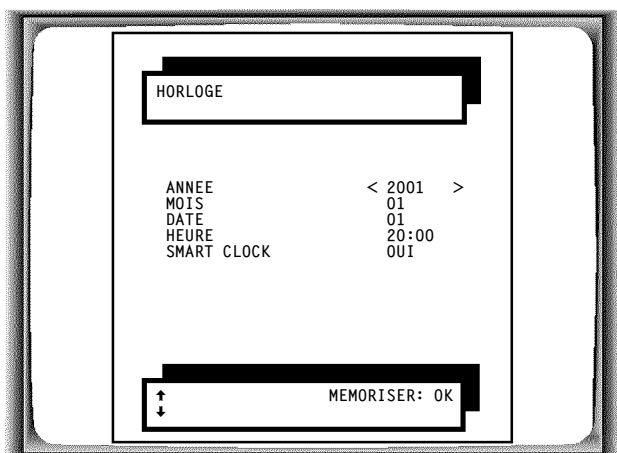 HORLOGE
ANNEE < 2001 >
MOIS 01
DATE 01
HEURE 20:00
SMART CLOCK OUI
↑ MEMORISER: OK
↓